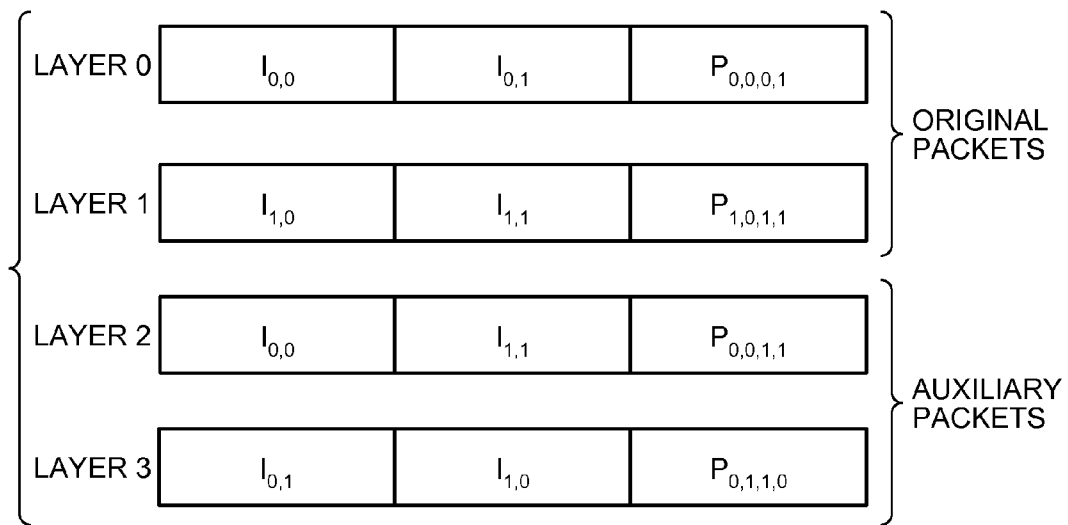 LAYER 0 I0,0 I0,1 P0,0,0,1
ORIGINAL
PACKETS
LAYER 1 I1,0 I1,1 P1,0,1,1
LAYER 2 I0,0 I1,1 P0,0,1,1
AUXILIARY
PACKETS
LAYER 3 I0,1 I1,0 P0,1,1,0